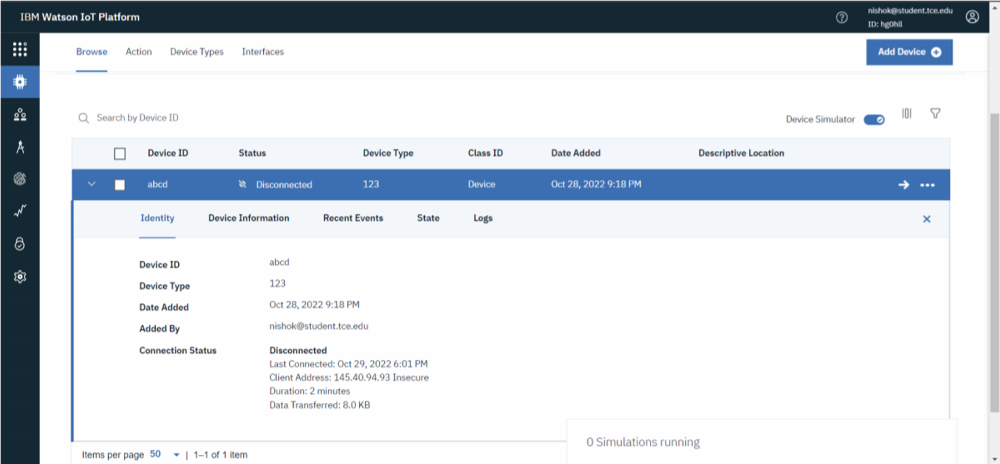 IBM Watson IoT Platform
nishok@student.tce.edu
ID: hg0hll
Browse Action Device Types Interfaces
Add Device
Search by Device ID
Device Simulator
Device ID Status Device Type Class ID Date Added Descriptive Location
abcd Disconnected 123 Device Oct 28, 2022 9:18 PM
Identity Device Information Recent Events State Logs
Device ID abcd
Device Type 123
Date Added Oct 28, 2022 9:18 PM
Added By nishok@student.tce.edu
Connection Status Disconnected
Last Connected: Oct 29, 2022 6:01 PM
Client Address: 145.40.94.93 Insecure
Duration: 2 minutes
Data Transferred: 8.0 KB
0 Simulations running
Items per page 50 | 1–1 of 1 item